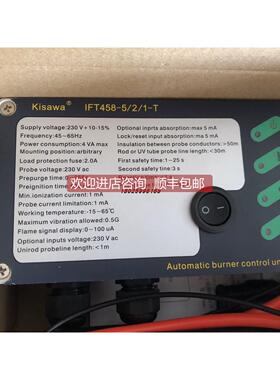 Kisawa IFT458-5/2/1-T
Supply voltage:230 V+10-15%
Frequency:45~65Hz
Power consumption:4 VA max
Mounting position:arbitrary
Load protection fuse:2.0A
Probe voltage:230 V ac
Prepurge time:
Preignition time
Min.ionization current:1 mA
Probe current limitation:1 mA
Working temperature:-15~65℃
Maximum vibration allowed:0.5G
Flame signal display:0~100 uA
Optional inputs voltage:230 V ac
Unirod probeline length:<1m
Optional inprts absorption:ma 5 mA
Lock/reset input absorption:max 5 mA
Insulation between probe conductors:>50m
Rod or UV tube probe line length:<30m
First safety time:1~25 s
Second safety time:3 s
欢迎进店咨询 顺丰包邮
Automatic burner control un